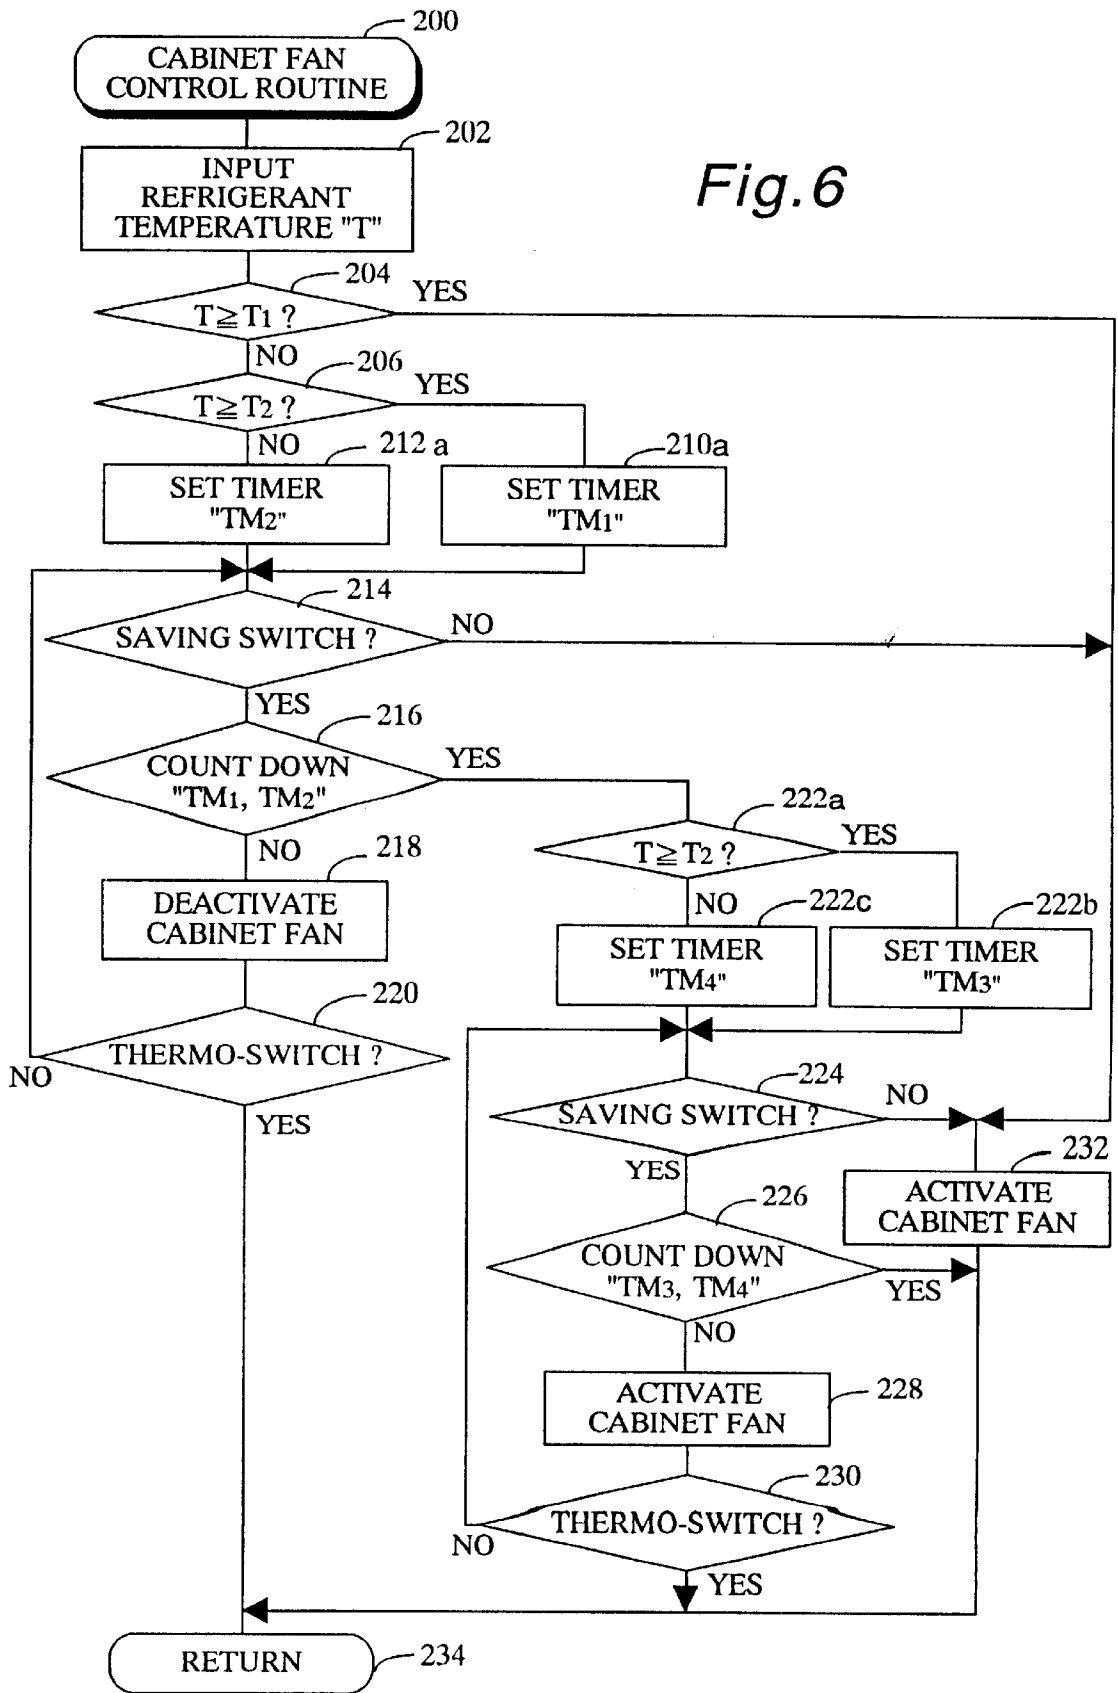 200
CABINET FAN
CONTROL ROUTINE
202
INPUT
REFRIGERANT
TEMPERATURE "T"
Fig.6
204
T≧T1 ?
YES
NO
206
T≧T2 ?
YES
NO
212a
SET TIMER
"TM2"
210a
SET TIMER
"TM1"
214
SAVING SWITCH ?
NO
YES
216
COUNT DOWN
"TM1, TM2"
YES
NO
218
DEACTIVATE
CABINET FAN
220
THERMO-SWITCH ?
NO
YES
222a
T≧T2 ?
YES
NO
222c
SET TIMER
"TM4"
222b
SET TIMER
"TM3"
224
SAVING SWITCH ?
NO
YES
232
ACTIVATE
CABINET FAN
226
COUNT DOWN
"TM3, TM4"
YES
NO
228
ACTIVATE
CABINET FAN
230
THERMO-SWITCH ?
NO
YES
RETURN
234